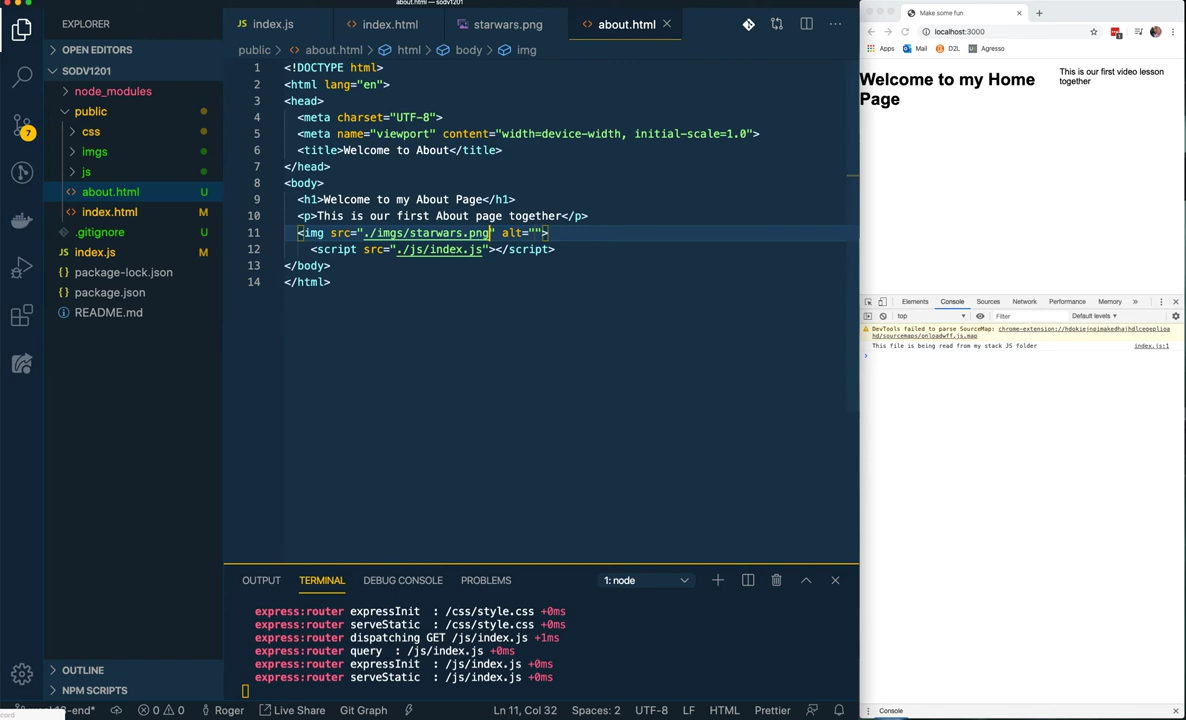 about.html — sodv1201
EXPLORER
OPEN EDITORS
SODV1201
node_modules
public
css
imgs
js
about.html U
index.html M
.gitignore U
index.js M
package-lock.json
package.json
README.md
7
OUTLINE
NPM SCRIPTS
index.js
index.html
starwars.png
about.html
public > about.html > html > body > img
1 <!DOCTYPE html>
2 <html lang="en">
3 <head>
4 <meta charset="UTF-8">
5 <meta name="viewport" content="width=device-width, initial-scale=1.0">
6 <title>Welcome to About</title>
7 </head>
8 <body>
9 <h1>Welcome to my About Page</h1>
10 <p>This is our first About page together</p>
11 <img src="./imgs/starwars.png" alt="">
12 <script src="./js/index.js"></script>
13 </body>
14 </html>
OUTPUT TERMINAL DEBUG CONSOLE PROBLEMS 1: node
express:router expressInit : /css/style.css +0ms
express:router serveStatic : /css/style.css +0ms
express:router dispatching GET /js/index.js +1ms
express:router query : /js/index.js +0ms
express:router expressInit : /js/index.js +0ms
express:router serveStatic : /js/index.js +0ms
0 0 Roger Live Share Git Graph Ln 11, Col 32 Spaces: 2 UTF-8 LF HTML Prettier
cord
Make some fun
localhost:3000
Apps Mail D2L Agresso
Welcome to my Home
Page
This is our first video lesson
together
Elements Console Sources Network Performance Memory
top Filter Default levels
DevTools failed to parse SourceMap:
This file is being read from my stack JS folder index.js:1
Console